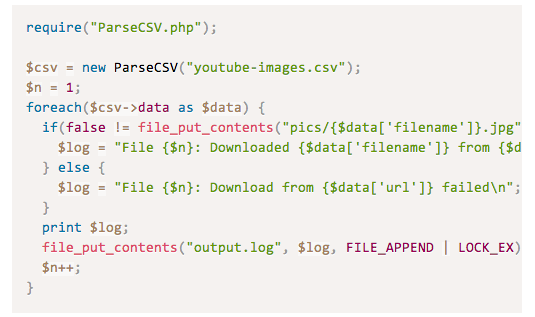 require("ParseCSV.php");
$csv = new ParseCSV("youtube-images.csv");
$n = 1;
foreach($csv->data as $data) {
if(false != file_put_contents("pics/{$data['filename']}.jpg"
$log = "File {$n}: Downloaded {$data['filename']} from {$d
} else {
$log = "File {$n}: Download from {$data['url']} failed\n";
}
print $log;
file_put_contents("output.log", $log, FILE_APPEND | LOCK_EX)
$n++;
}